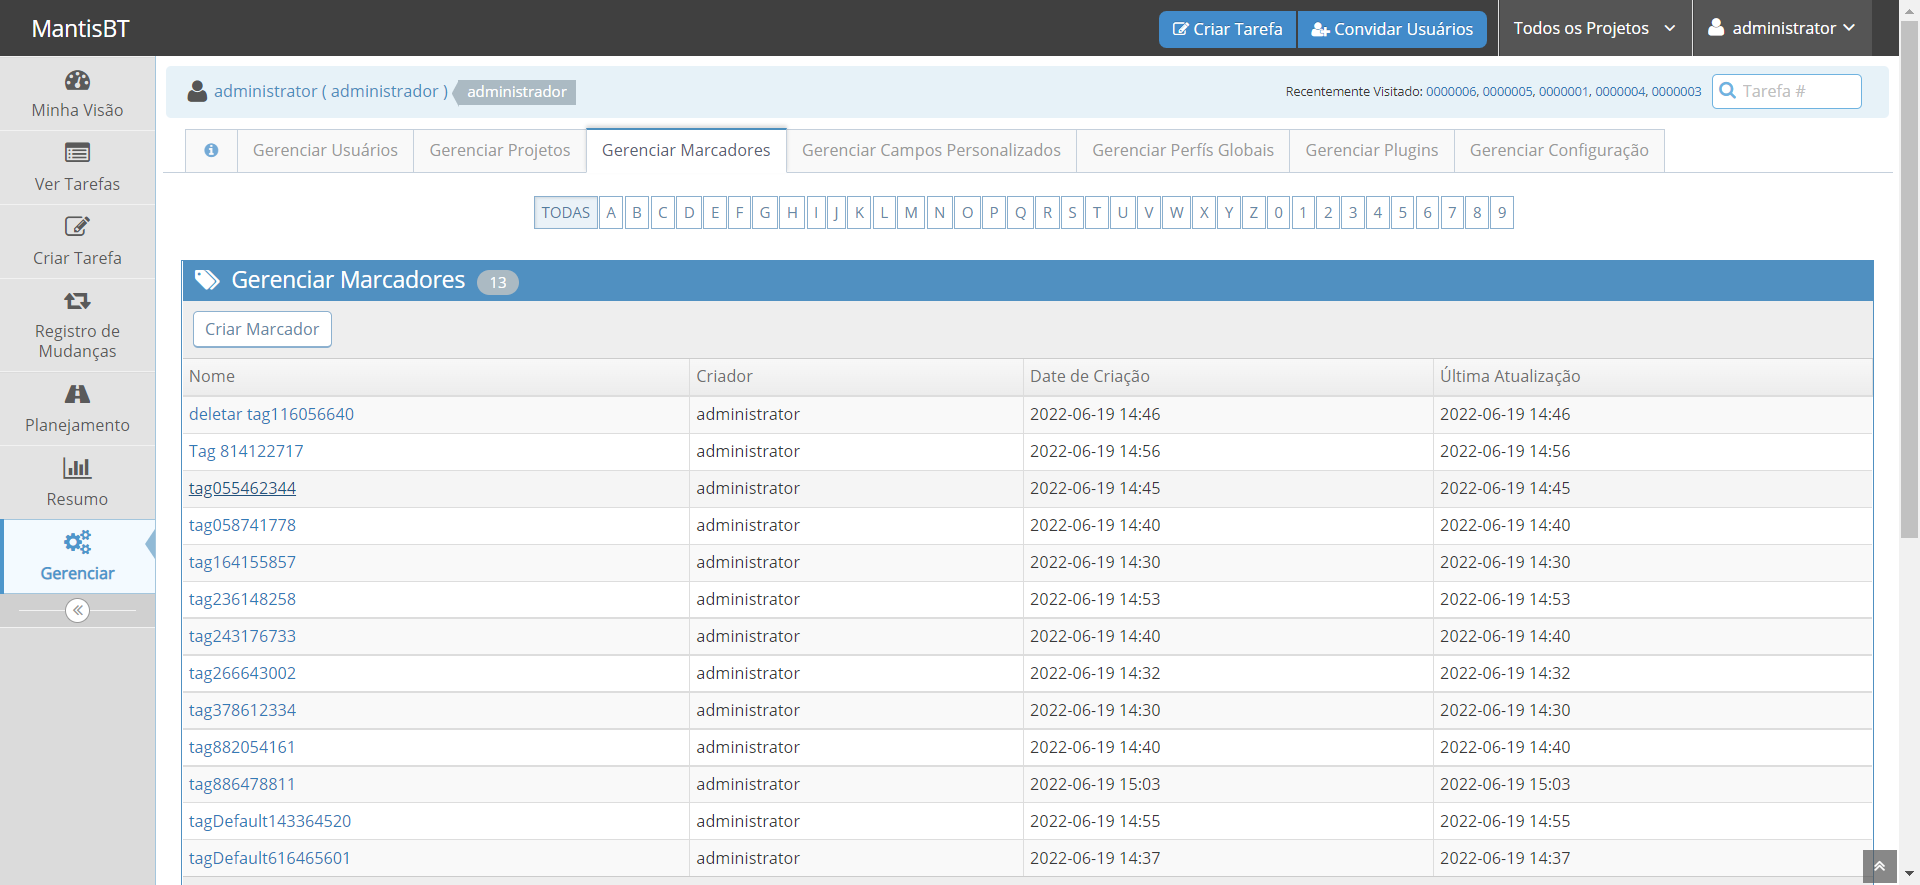 MantisBT
Criar Tarefa
Convidar Usuários
Todos os Projetos
administrator
Minha Visão
Ver Tarefas
Criar Tarefa
Registro de
Mudanças
Planejamento
Resumo
Gerenciar
administrator ( administrador ) administrador
Recentemente Visitado: 0000006, 0000005, 0000001, 0000004, 0000003
Tarefa #
Gerenciar Usuários
Gerenciar Projetos
Gerenciar Marcadores
Gerenciar Campos Personalizados
Gerenciar Perfís Globais
Gerenciar Plugins
Gerenciar Configuração
TODAS A B C D E F G H I J K L M N O P Q R S T U V W X Y Z 0 1 2 3 4 5 6 7 8 9
Gerenciar Marcadores 13
Criar Marcador
Nome Criador Date de Criação Última Atualização
deletar tag116056640 administrator 2022-06-19 14:46 2022-06-19 14:46
Tag 814122717 administrator 2022-06-19 14:56 2022-06-19 14:56
tag055462344 administrator 2022-06-19 14:45 2022-06-19 14:45
tag058741778 administrator 2022-06-19 14:40 2022-06-19 14:40
tag164155857 administrator 2022-06-19 14:30 2022-06-19 14:30
tag236148258 administrator 2022-06-19 14:53 2022-06-19 14:53
tag243176733 administrator 2022-06-19 14:40 2022-06-19 14:40
tag266643002 administrator 2022-06-19 14:32 2022-06-19 14:32
tag378612334 administrator 2022-06-19 14:30 2022-06-19 14:30
tag882054161 administrator 2022-06-19 14:40 2022-06-19 14:40
tag886478811 administrator 2022-06-19 15:03 2022-06-19 15:03
tagDefault143364520 administrator 2022-06-19 14:55 2022-06-19 14:55
tagDefault616465601 administrator 2022-06-19 14:37 2022-06-19 14:37